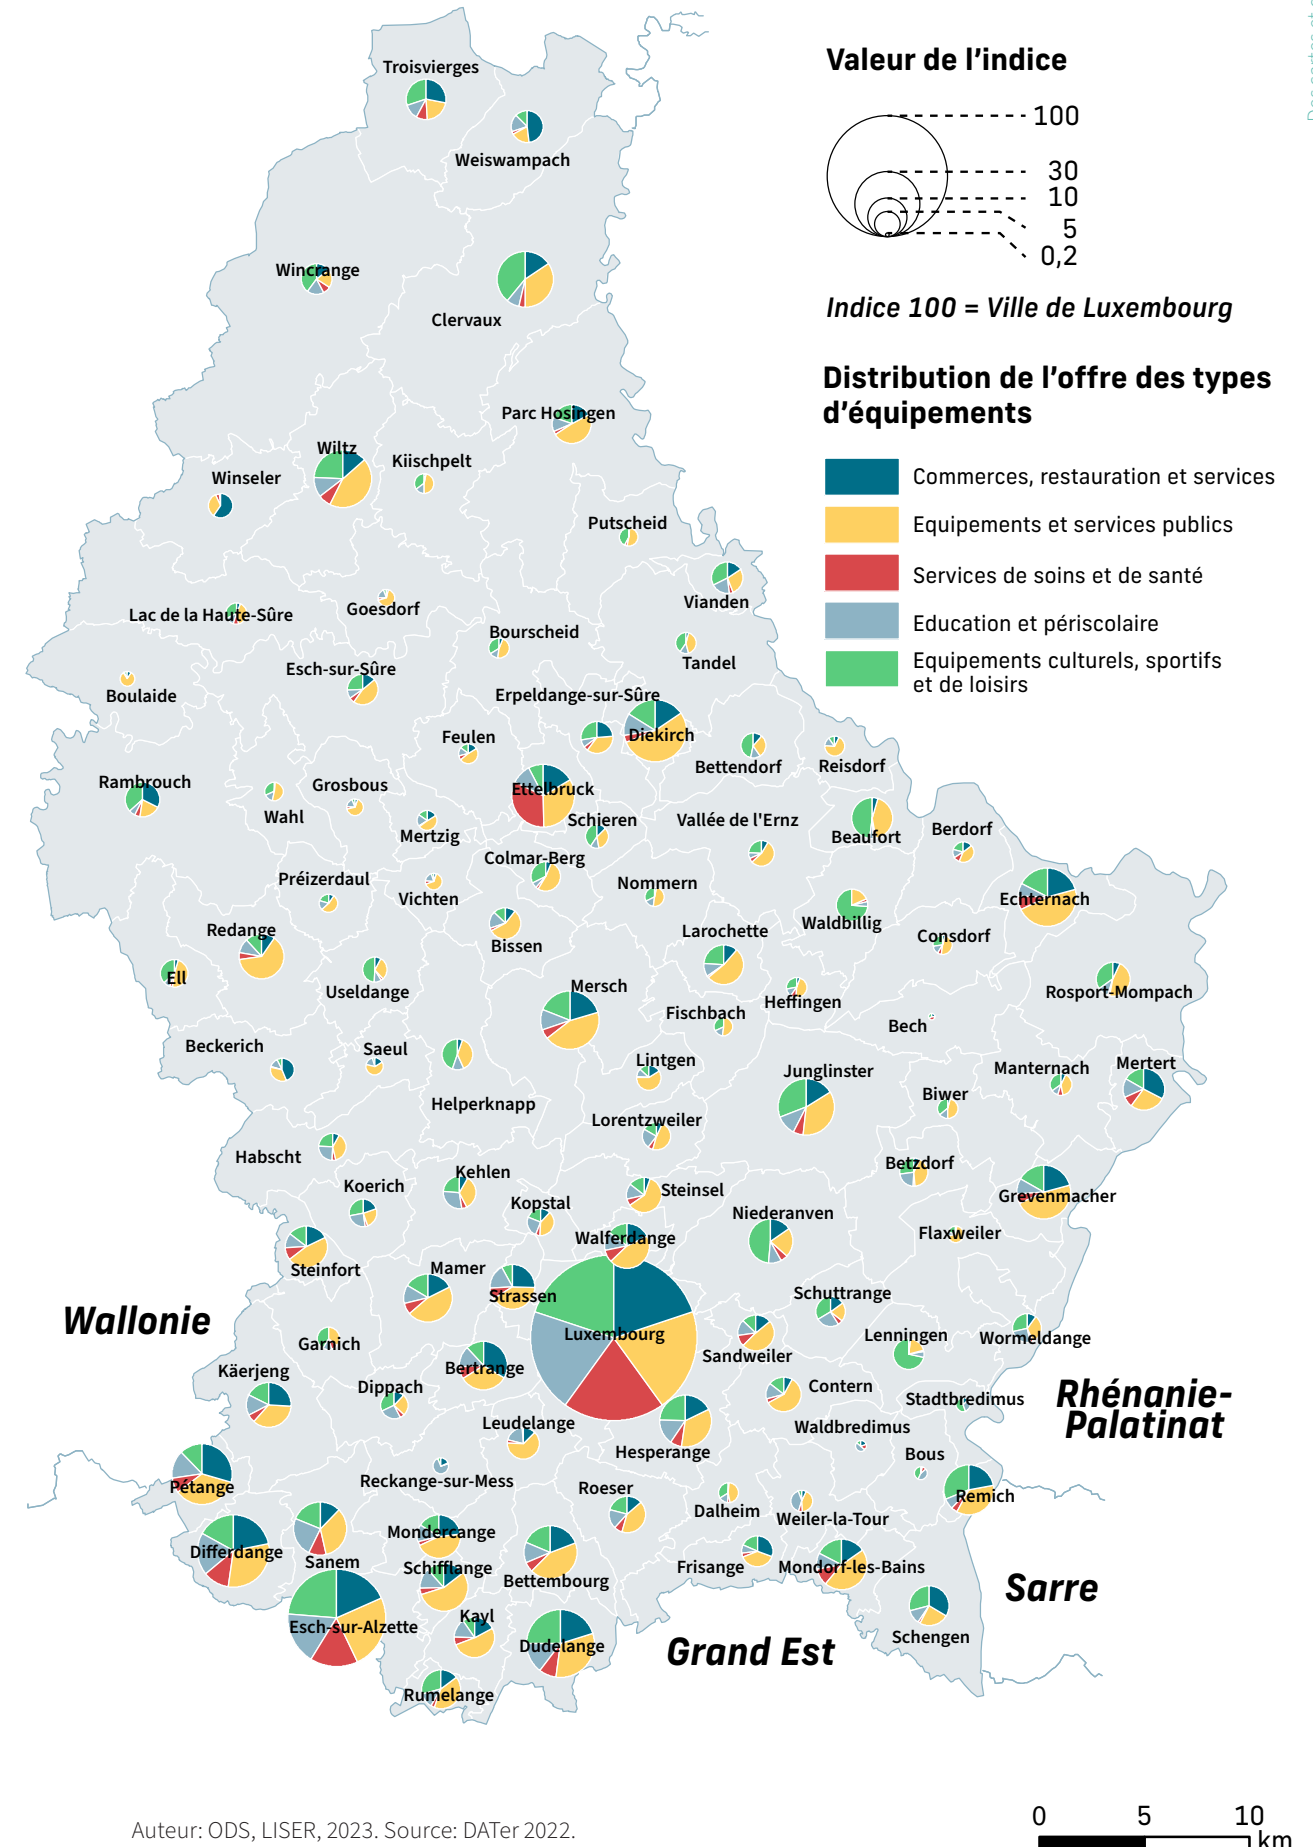 Valeur de l'indice
100
30
10
5
0,2
Indice 100 = Ville de Luxembourg
Distribution de l'offre des types
d'équipements
Commerces, restauration et services
Equipements et services publics
Services de soins et de santé
Education et périscolaire
Equipements culturels, sportifs
et de loisirs
Troisvierges
Weiswampach
Wincrange
Clervaux
Parc Hosingen
Wiltz
Kiischpelt
Winseler
Putscheid
Vianden
Lac de la Haute-Sûre
Goesdorf
Bourscheid
Tandel
Esch-sur-Sûre
Boulaide
Erpeldange-sur-Sûre
Diekirch
Feulen
Bettendorf
Reisdorf
Rambrouch
Grosbous
Ettelbruck
Wahl
Schieren
Vallée de l'Ernz
Mertzig
Beaufort
Berdorf
Colmar-Berg
Préizerdaul
Vichten
Nommern
Echternach
Waldbillig
Redange
Larochette
Consdorf
Bissen
Ell
Useldange
Mersch
Heffingen
Rosport-Mompach
Fischbach
Bech
Beckerich
Saeul
Lintgen
Junglinster
Manternach
Mertert
Helperknapp
Biwer
Lorentzweiler
Habscht
Betzdorf
Kehlen
Koerich
Steinsel
Grevenmacher
Kopstal
Niederanven
Walferdange
Flaxweiler
Steinfort
Mamer
Strassen
Schuttrange
Wallonie
Luxembourg
Lenningen
Wormeldange
Garnich
Sandweiler
Käerjeng
Bertrange
Dippach
Contern
Stadtbredimus
Rhénanie-
Palatinat
Leudelange
Waldbredimus
Hesperange
Bous
Reckange-sur-Mess
Pétange
Roeser
Remich
Dalheim
Weiler-la-Tour
Mondercange
Differdange
Sanem
Schifflange
Frisange
Mondorf-les-Bains
Bettembourg
Sarre
Kayl
Esch-sur-Alzette
Schengen
Dudelange
Grand Est
Rumelange
Auteur: ODS, LISER, 2023. Source: DATer 2022.
0
5
10
km